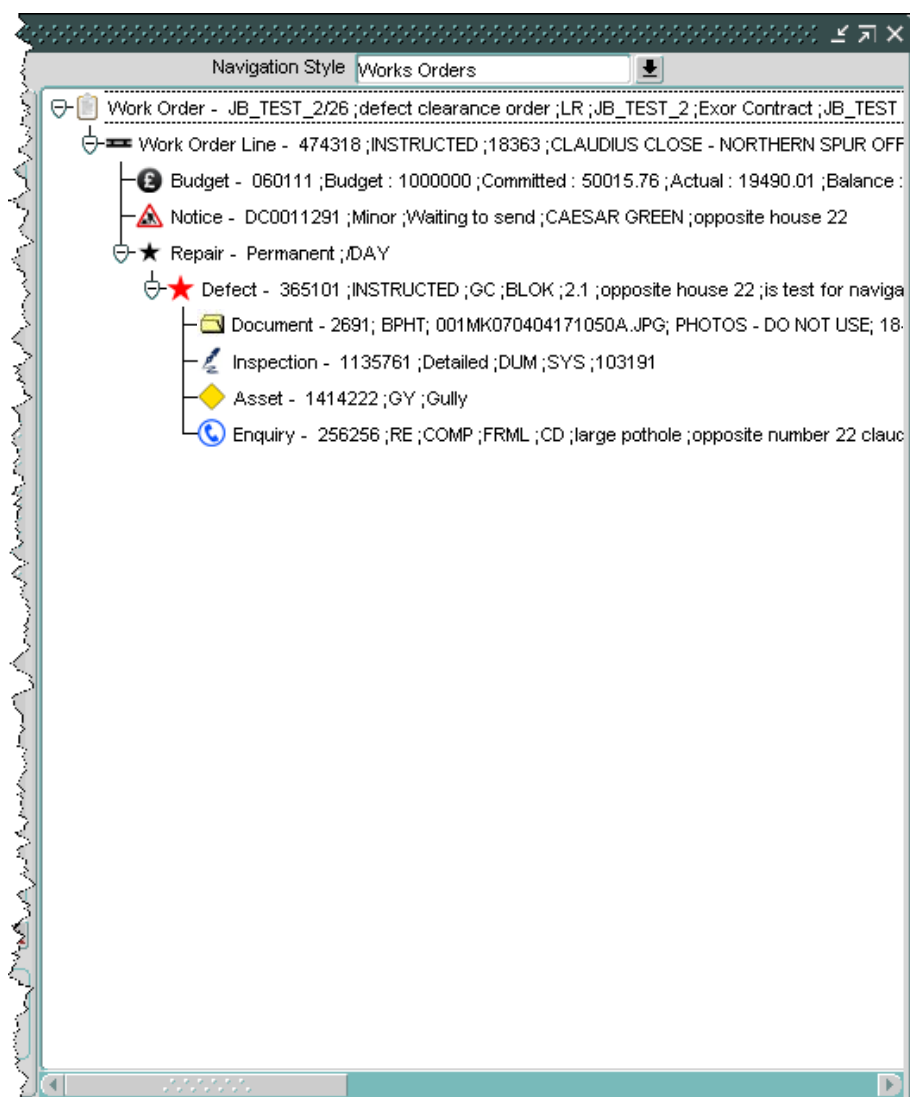 Navigation Style Works Orders
Work Order - JB_TEST_2/26 ;defect clearance order ;LR ;JB_TEST_2 ;Exor Contract ;JB_TEST
Work Order Line - 474318 ;INSTRUCTED ;18363 ;CLAUDIUS CLOSE - NORTHERN SPUR OFF
Budget - 060111 ;Budget : 1000000 ;Committed : 50015.76 ;Actual : 19490.01 ;Balance :
Notice - DC0011291 ;Minor ;Waiting to send ;CAESAR GREEN ;opposite house 22
Repair - Permanent ;/DAY
Defect - 365101 ;INSTRUCTED ;GC ;BLOK ;2.1 ;opposite house 22 ;is test for naviga
Document - 2691; BPHT; 001MK070404171050A.JPG; PHOTOS - DO NOT USE; 18-
Inspection - 1135761 ;Detailed ;DUM ;SYS ;103191
Asset - 1414222 ;GY ;Gully
Enquiry - 256256 ;RE ;COMP ;FRML ;CD ;large pothole ;opposite number 22 clauc